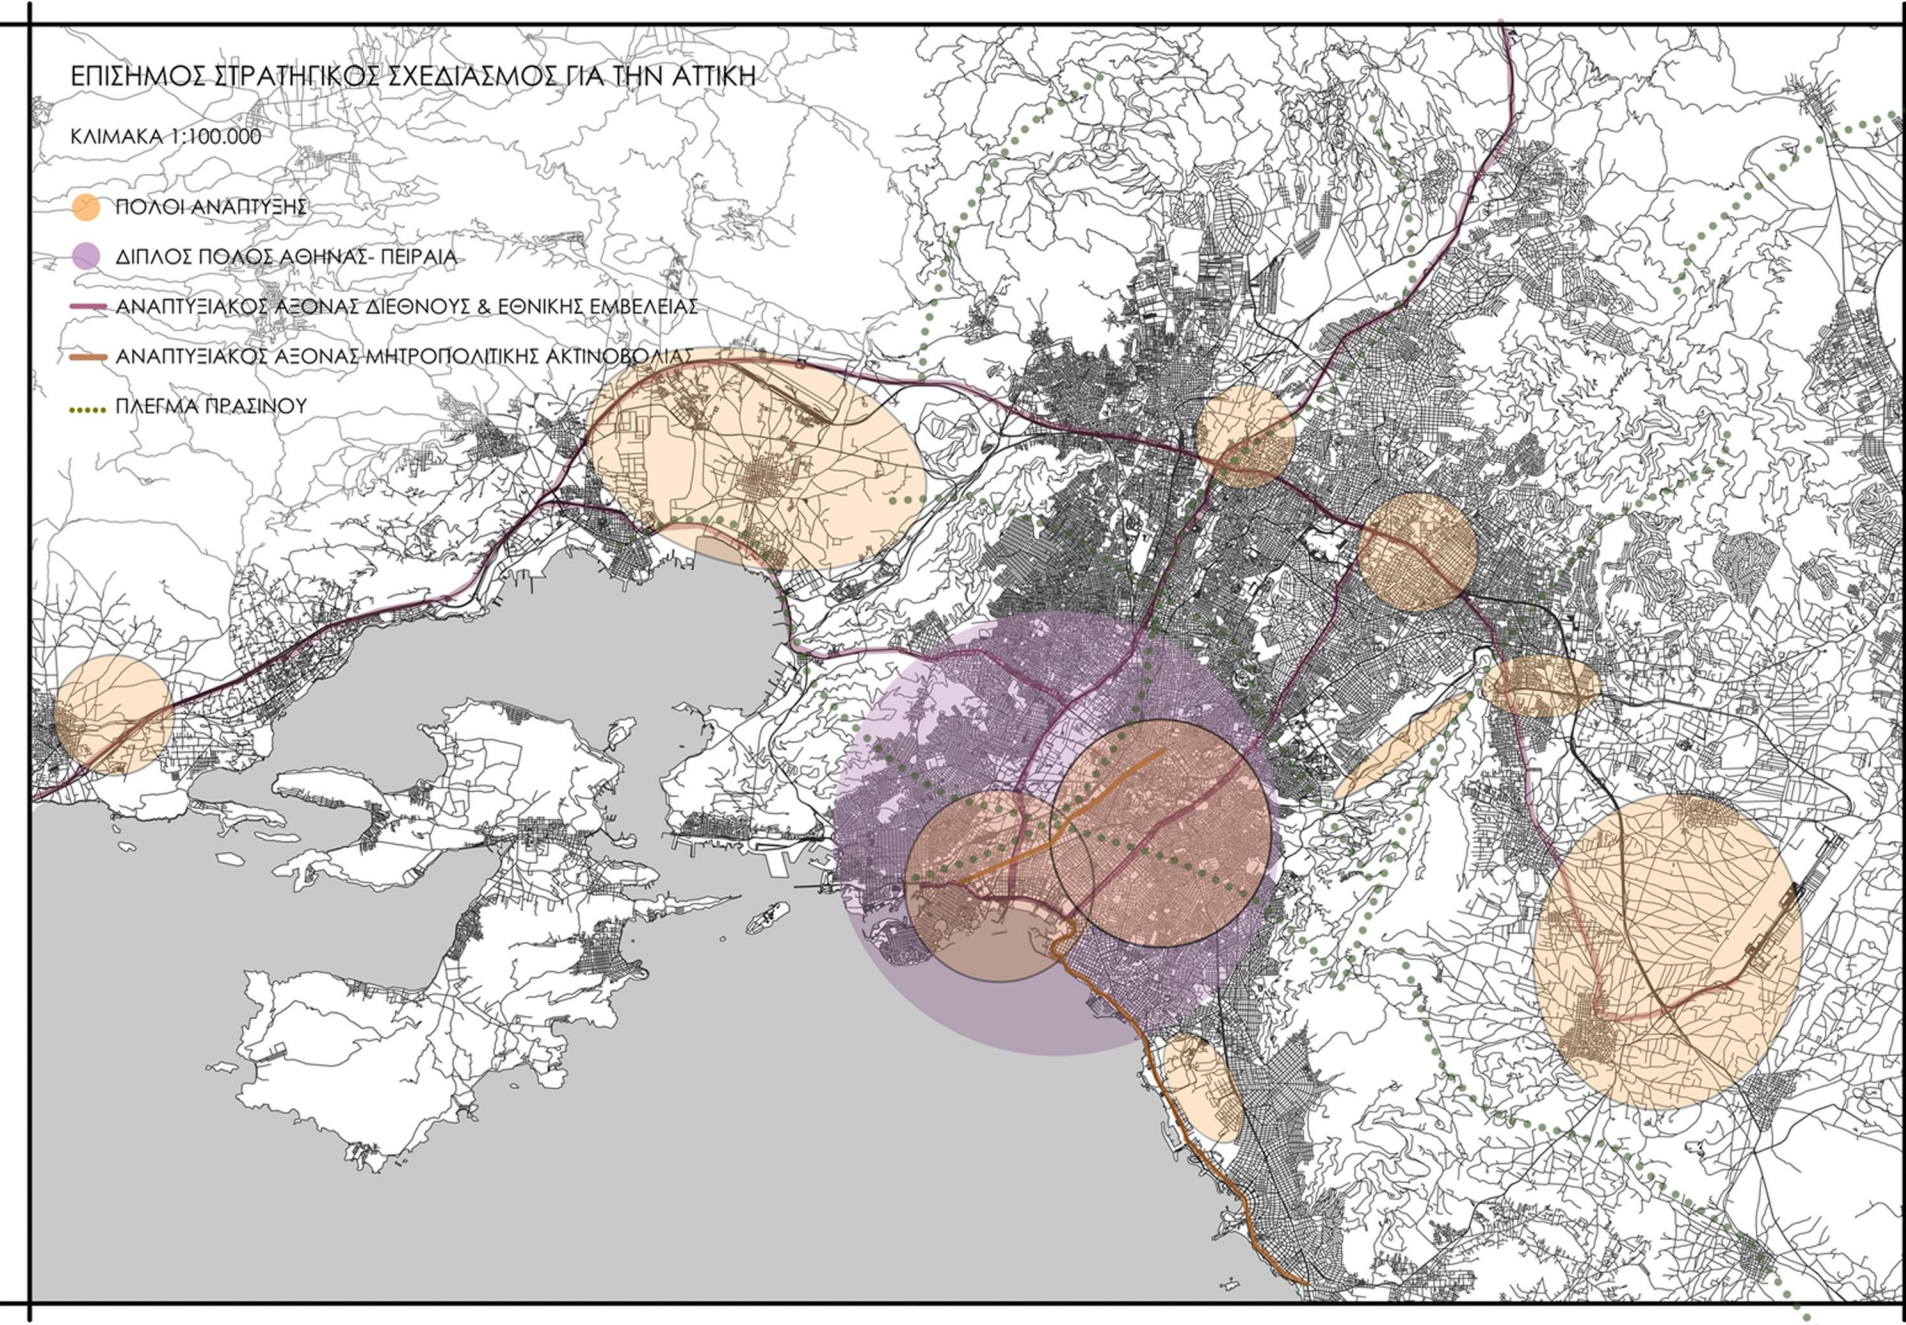 ΕΠΙΣΗΜΟΣ ΣΤΡΑΤΗΓΙΚΟΣ ΣΧΕΔΙΑΣΜΟΣ ΓΙΑ ΤΗΝ ΑΤΤΙΚΗ
ΚΛΙΜΑΚΑ 1:100.000
ΠΟΛΟΙ ΑΝΑΠΤΥΞΗΣ
ΔΙΠΛΟΣ ΠΟΛΟΣ ΑΘΗΝΑΣ- ΠΕΙΡΑΙΑ
ΑΝΑΠΤΥΞΙΑΚΟΣ ΑΞΟΝΑΣ ΔΙΕΘΝΟΥΣ & ΕΘΝΙΚΗΣ ΕΜΒΕΛΕΙΑΣ
ΑΝΑΠΤΥΞΙΑΚΟΣ ΑΞΟΝΑΣ ΜΗΤΡΟΠΟΛΙΤΙΚΗΣ ΑΚΤΙΝΟΒΟΛΙΑΣ
ΠΛΕΓΜΑ ΠΡΑΣΙΝΟΥ